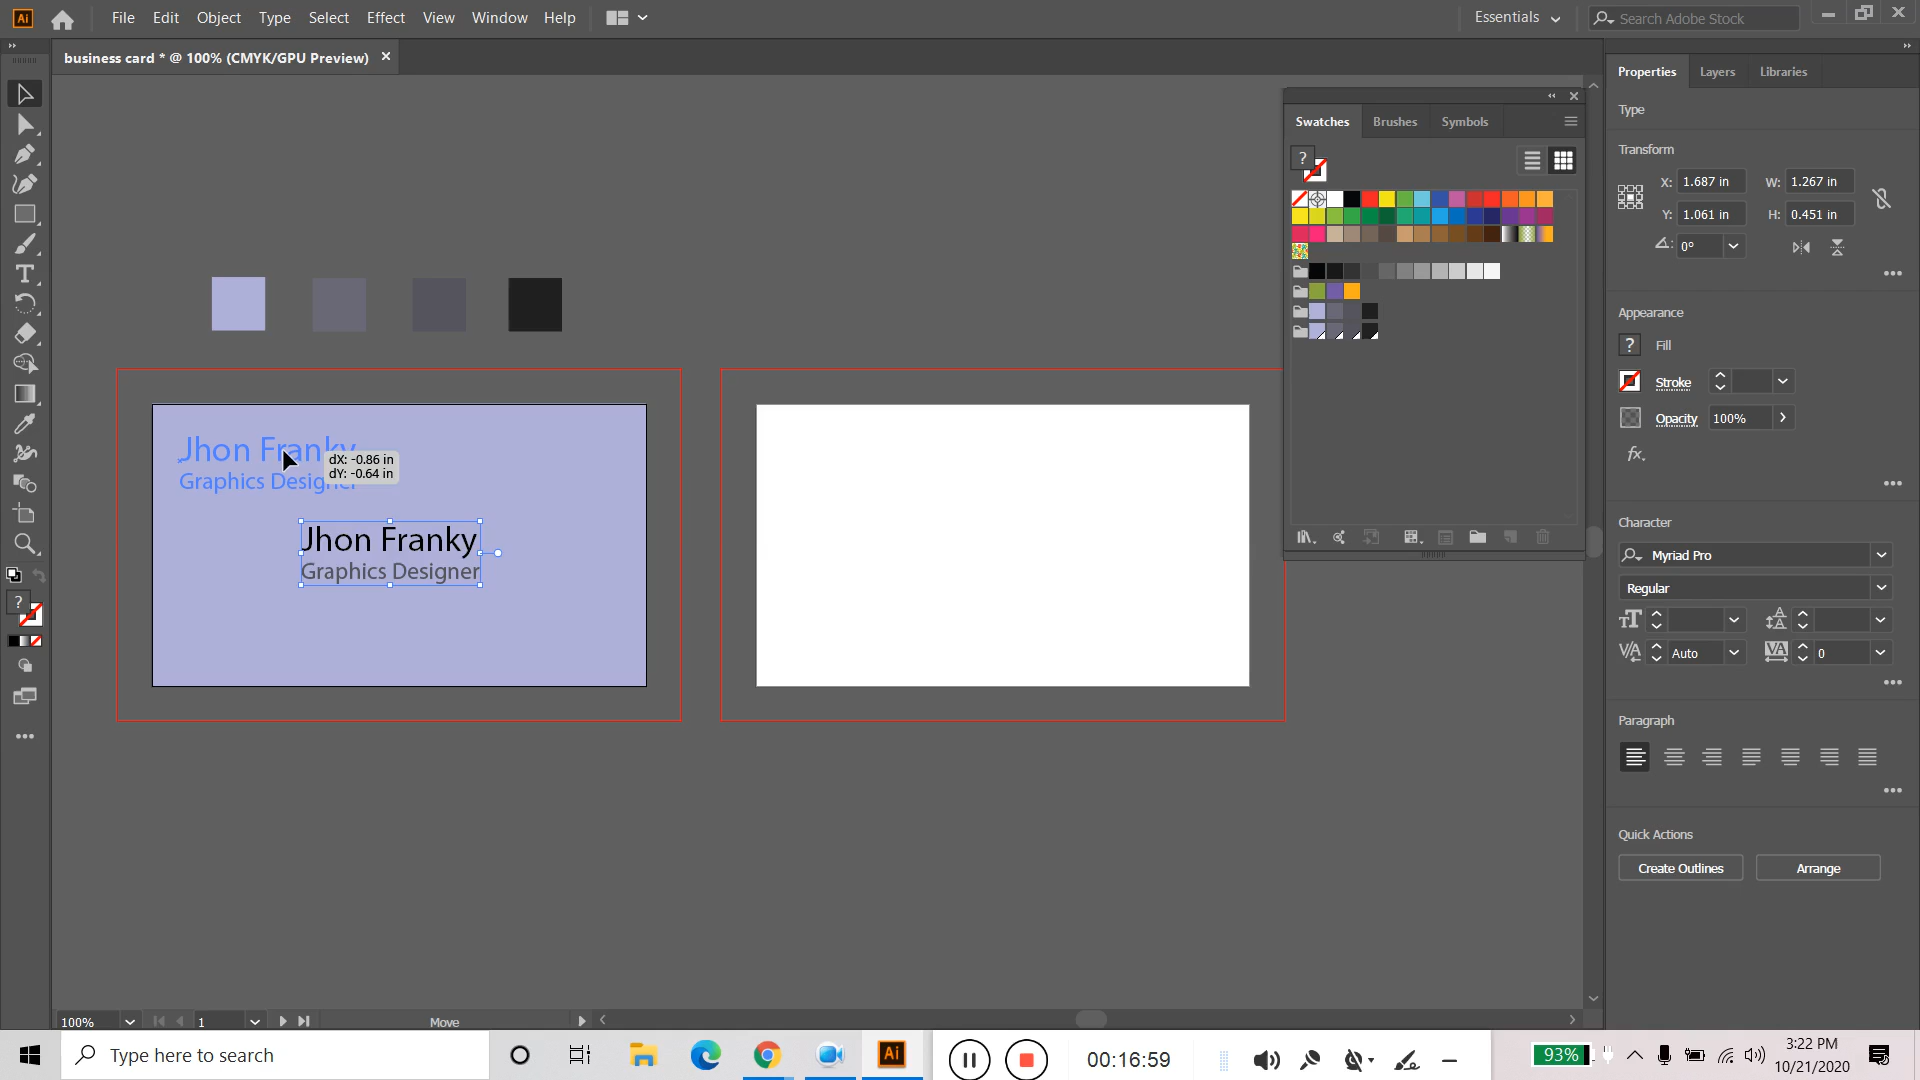 File Edit Object Type Select Effect View Window Help
Essentials
Search Adobe Stock
business card * @ 100% (CMYK/GPU Preview)
Properties Layers Libraries
Type
Transform
X: 1.687 in W: 1.267 in
Y: 1.061 in H: 0.451 in
0°
Appearance
? Fill
Stroke
Opacity 100%
fx.
Character
Myriad Pro
Regular
Auto 0
Paragraph
Quick Actions
Create Outlines Arrange
Swatches Brushes Symbols
?
Jhon Franky
Graphics Designer
dX: -0.86 in
dY: -0.64 in
Jhon Franky
Graphics Designer
?
100% 1 Move
Type here to search
Ai
00:16:59
93%
3:22 PM
10/21/2020